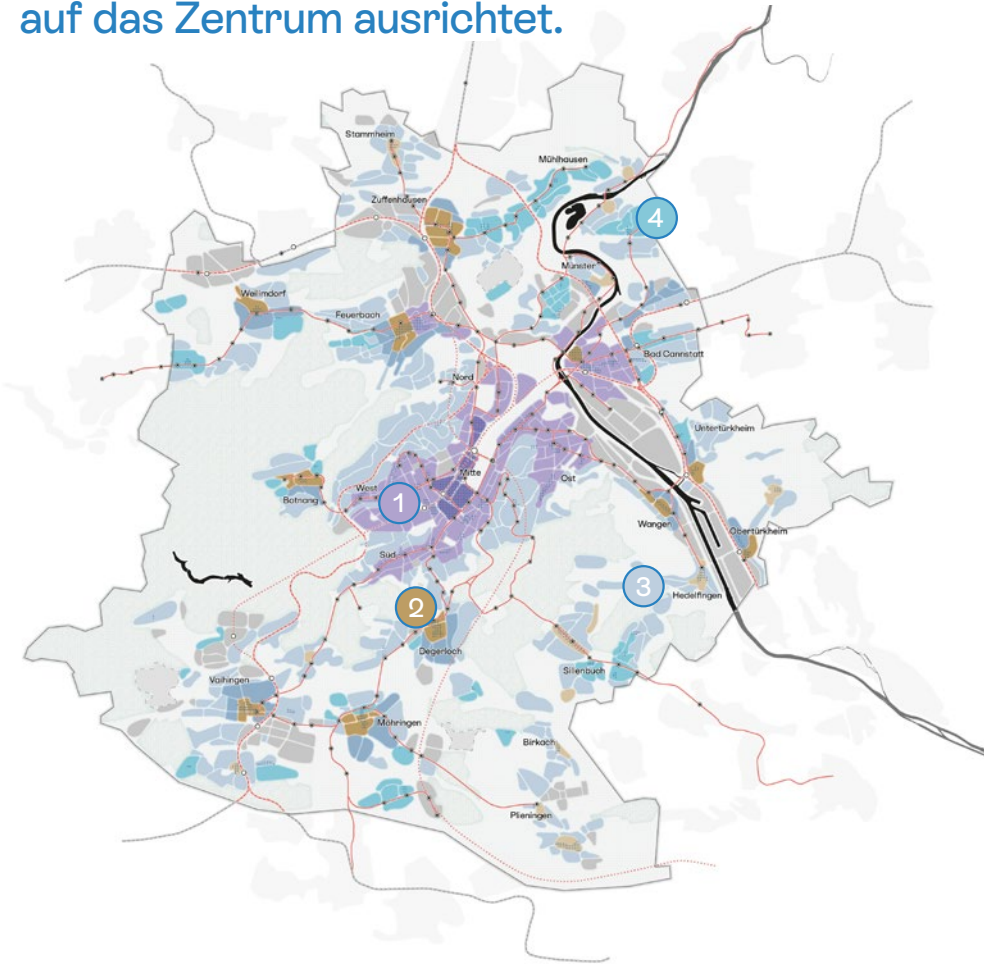 auf das Zentrum ausrichtet.
Stammheim
Mühlhausen
Zuffenhausen
4
Münster
Weilimdorf
Feuerbach
Bad Cannstatt
Nord
Untertürkheim
Mitte
Ost
West
1
Botnang
Wangen
Obertürkheim
Süd
3
Hedelfingen
2
Degerloch
Sillenbuch
Vaihingen
Möhringen
Birkach
Plieningen